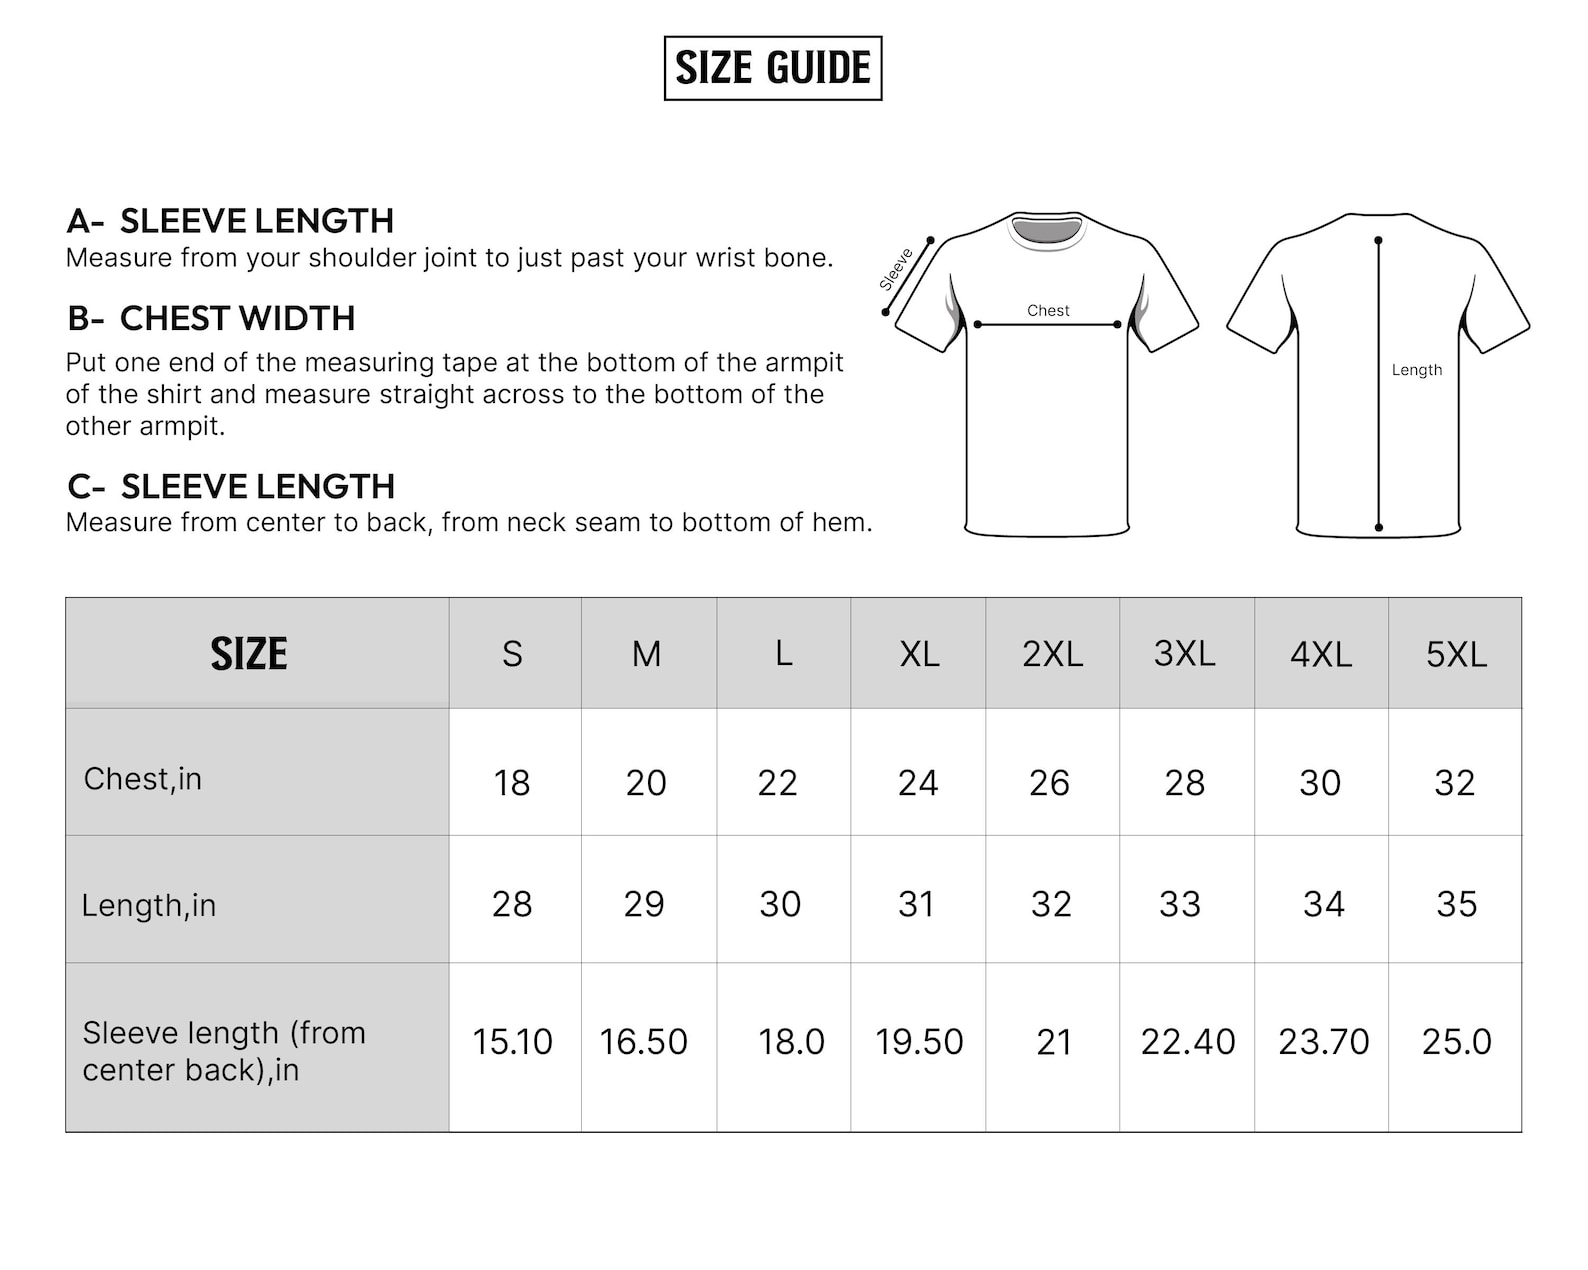 SIZE GUIDE
A- SLEEVE LENGTH
Measure from your shoulder joint to just past your wrist bone.
B- CHEST WIDTH
Put one end of the measuring tape at the bottom of the armpit
of the shirt and measure straight across to the bottom of the
other armpit.
C- SLEEVE LENGTH
Measure from center to back, from neck seam to bottom of hem.
Sleeve
Chest
Length
SIZE S M L XL 2XL 3XL 4XL 5XL
Chest,in 18 20 22 24 26 28 30 32
Length,in 28 29 30 31 32 33 34 35
Sleeve length (from
center back),in 15.10 16.50 18.0 19.50 21 22.40 23.70 25.0